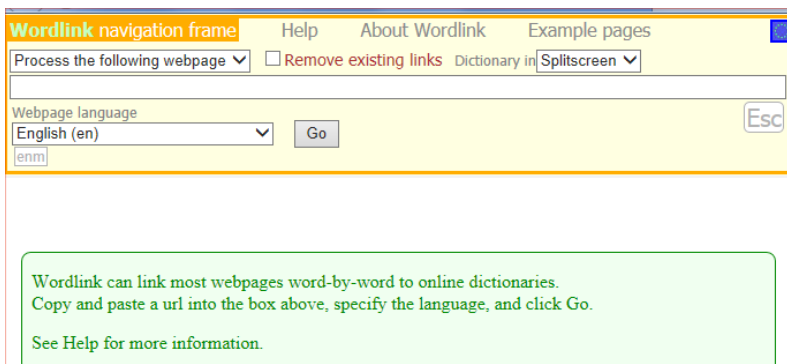 Wordlink navigation frame Help About Wordlink Example pages
Process the following webpage Remove existing links Dictionary in Splitscreen
Webpage language
Esc
English (en) Go
enm
Wordlink can link most webpages word-by-word to online dictionaries.
Copy and paste a url into the box above, specify the language, and click Go.
See Help for more information.